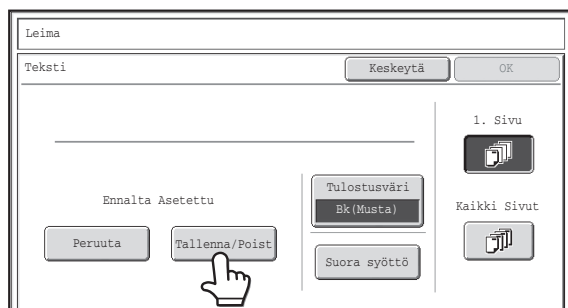 Leima
Teksti
Keskeytä
OK
1. Sivu
Ennalta Asetettu
Tulostusväri
Bk(Musta)
Kaikki Sivut
Peruuta
Tallenna/Poist
Suora syöttö